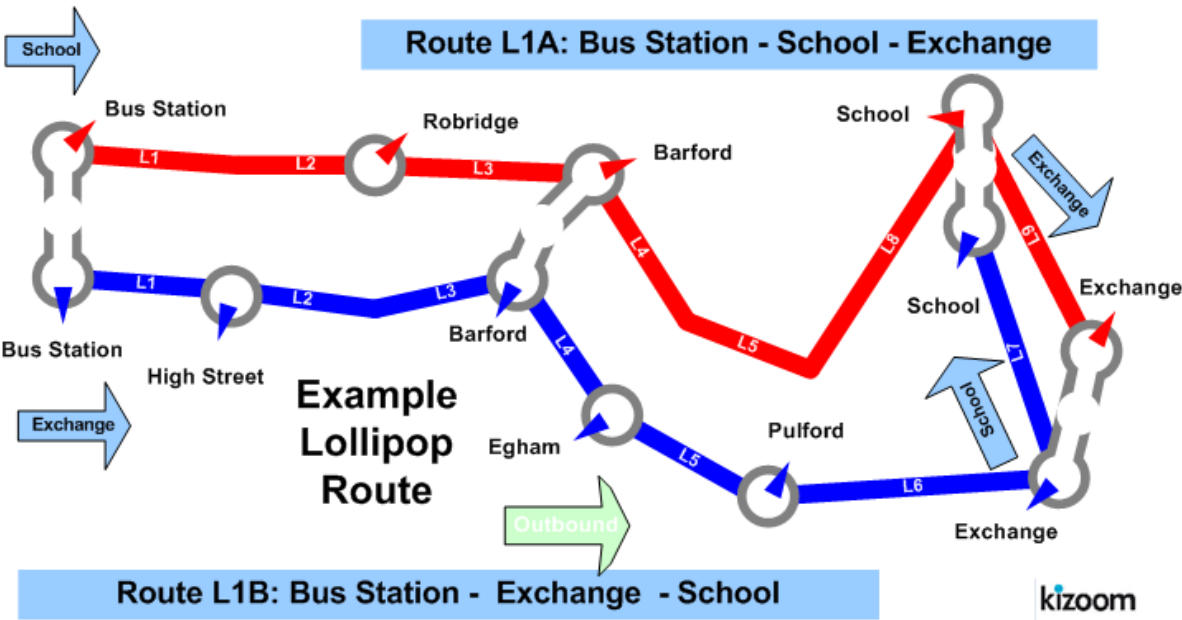 School
Route L1A: Bus Station - School - Exchange
Bus Station
Robridge
Barford
School
L1
L2
L3
Exchange
L4
L8
L9
L5
Exchange
L1
L2
L3
Barford
School
L4
L7
Bus Station
High Street
Exchange
Example
Lollipop
Route
Egham
Pulford
School
L5
L6
Outbound
Exchange
Route L1B: Bus Station - Exchange - School
kizoom